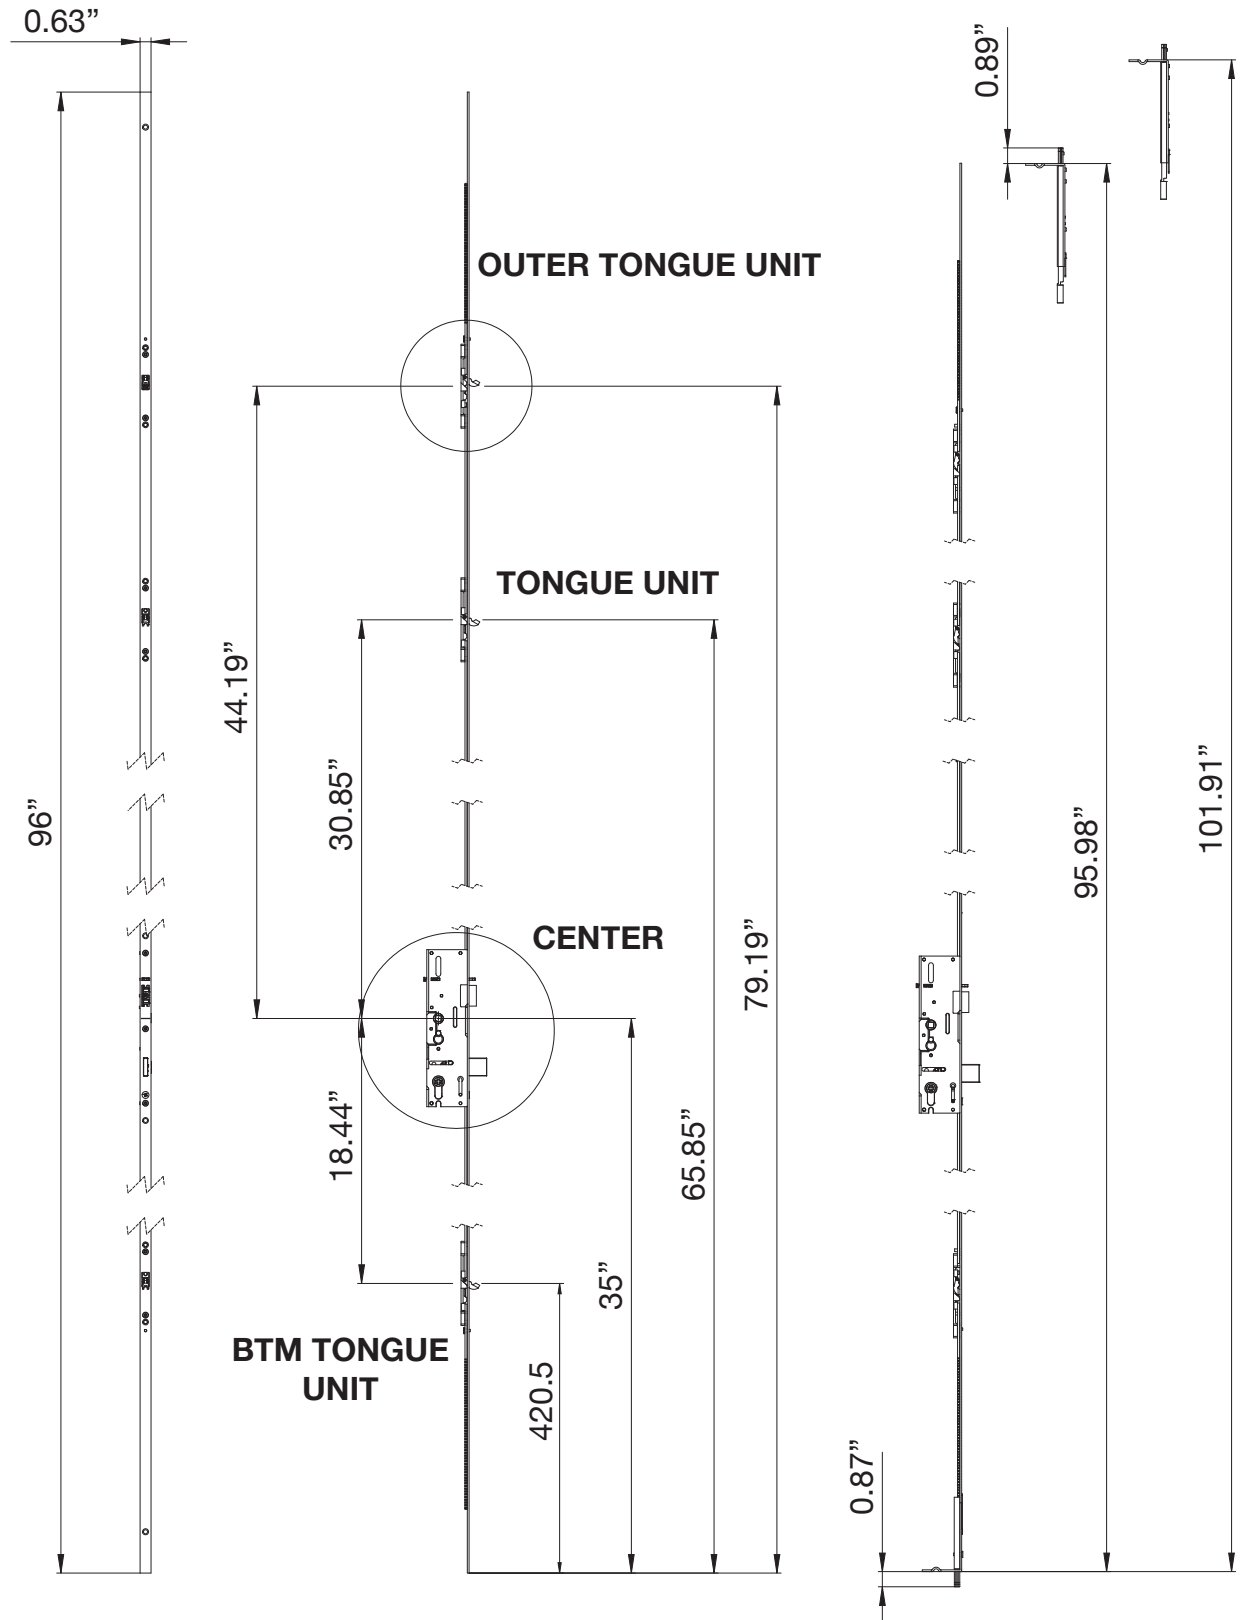 0.63”
0.89”
OUTER TONGUE UNIT
TONGUE UNIT
44.19”
30.85”
96”
101.91”
95.98”
CENTER
79.19”
18.44”
65.85”
35”
BTM TONGUE
UNIT
420.5
0.87”